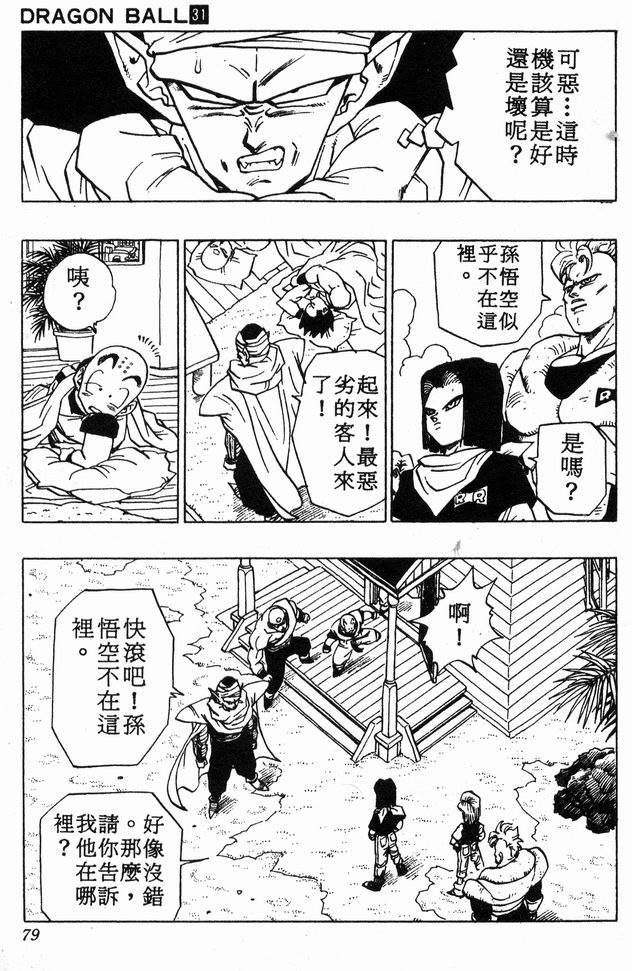 DRAGON BALL 31
可惡…這時
機該算是好
還是壞呢？
孫悟空似
乎不在這
裡。
是嗎？
RR
起來！最惡
劣的客人來
了！
咦？
啊！
快滾吧！孫
悟空不在這
裡。
好像沒錯
。那麼，
請你告訴
我他在哪
裡？
79